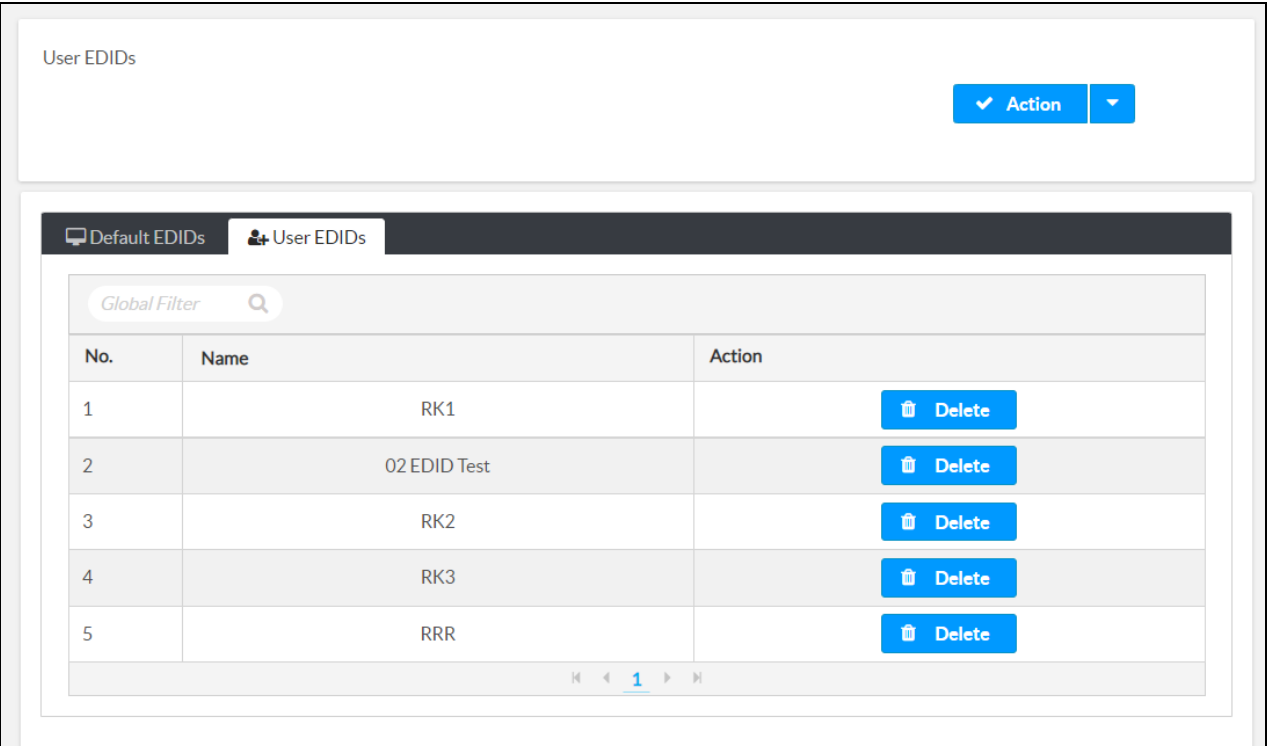 User EDIDs
Action
Default EDIDs User EDIDs
Global Filter
No. Name Action
1 RK1 Delete
2 02 EDID Test Delete
3 RK2 Delete
4 RK3 Delete
5 RRR Delete
1